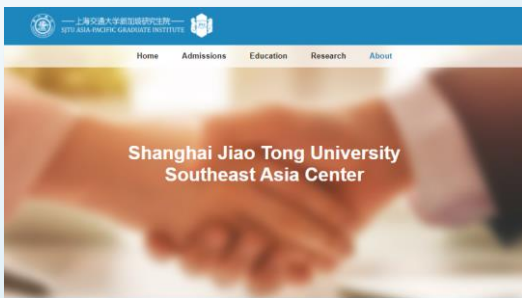 上海交通大学新加坡研究生院
SJTU ASIA-PACIFIC GRADUATE INSTITUTE
Home Admissions Education Research About
Shanghai Jiao Tong University
Southeast Asia Center